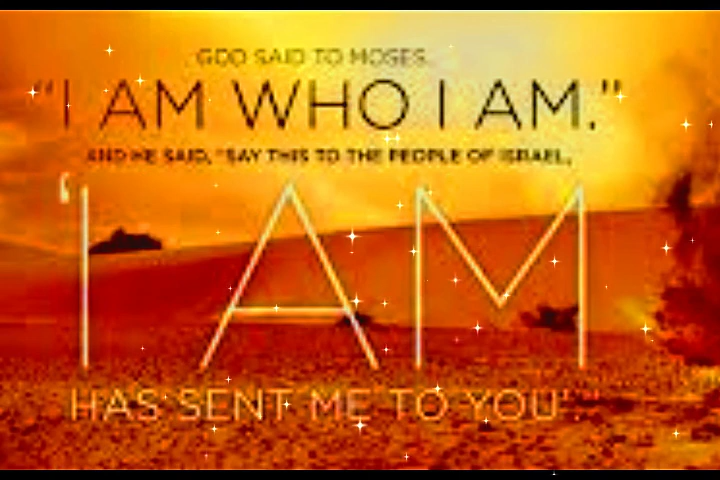 GOD SAID TO MOSES,
"I AM WHO I AM."
AND HE SAID, "SAY THIS TO THE PEOPLE OF ISRAEL,
'I AM
HAS SENT ME TO YOU'."